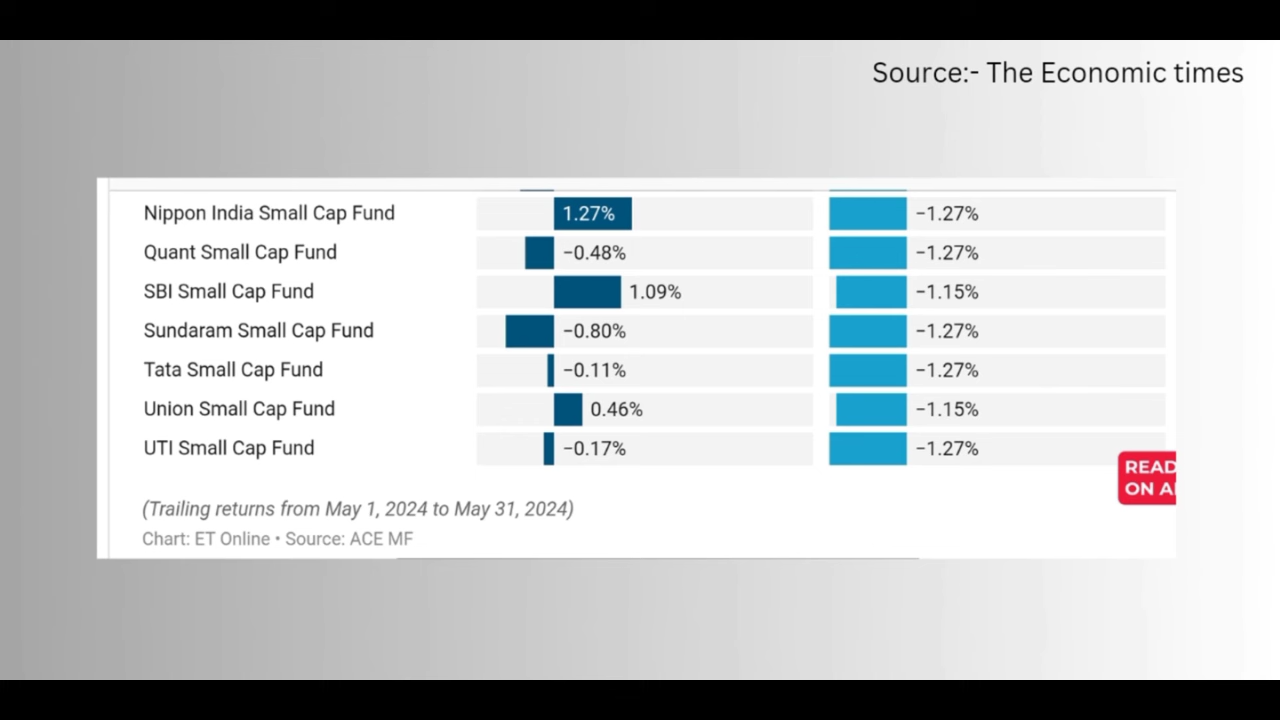 Source:- The Economic times
Nippon India Small Cap Fund 1.27% −1.27%
Quant Small Cap Fund −0.48% −1.27%
SBI Small Cap Fund 1.09% −1.15%
Sundaram Small Cap Fund −0.80% −1.27%
Tata Small Cap Fund −0.11% −1.27%
Union Small Cap Fund 0.46% −1.15%
UTI Small Cap Fund −0.17% −1.27%
READ
ON
(Trailing returns from May 1, 2024 to May 31, 2024)
Chart: ET Online • Source: ACE MF